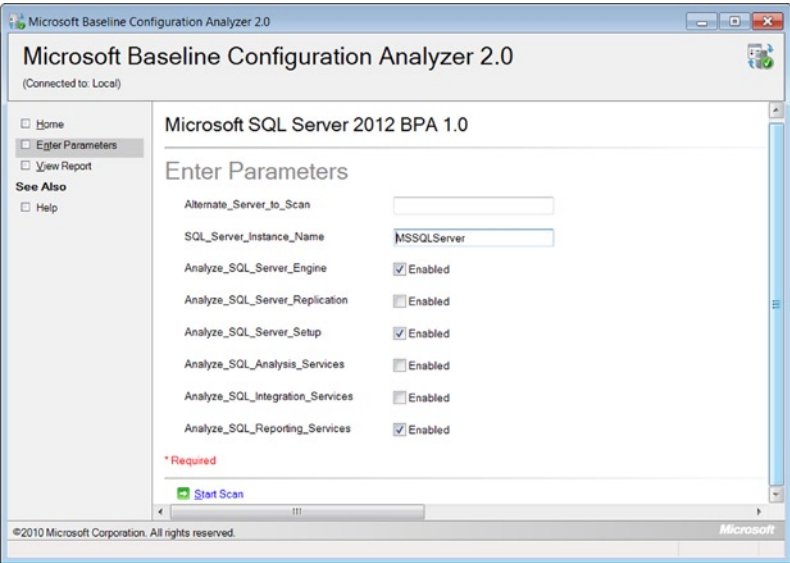 Microsoft Baseline Configuration Analyzer 2.0
Microsoft Baseline Configuration Analyzer 2.0
(Connected to: Local)
Home
Enter Parameters
View Report
See Also
Help
Microsoft SQL Server 2012 BPA 1.0
Enter Parameters
Alternate_Server_to_Scan
SQL_Server_Instance_Name MSSQLServer
Analyze_SQL_Server_Engine Enabled
Analyze_SQL_Server_Replication Enabled
Analyze_SQL_Server_Setup Enabled
Analyze_SQL_Analysis_Services Enabled
Analyze_SQL_Integration_Services Enabled
Analyze_SQL_Reporting_Services Enabled
* Required
Start Scan
©2010 Microsoft Corporation. All rights reserved. Microsoft